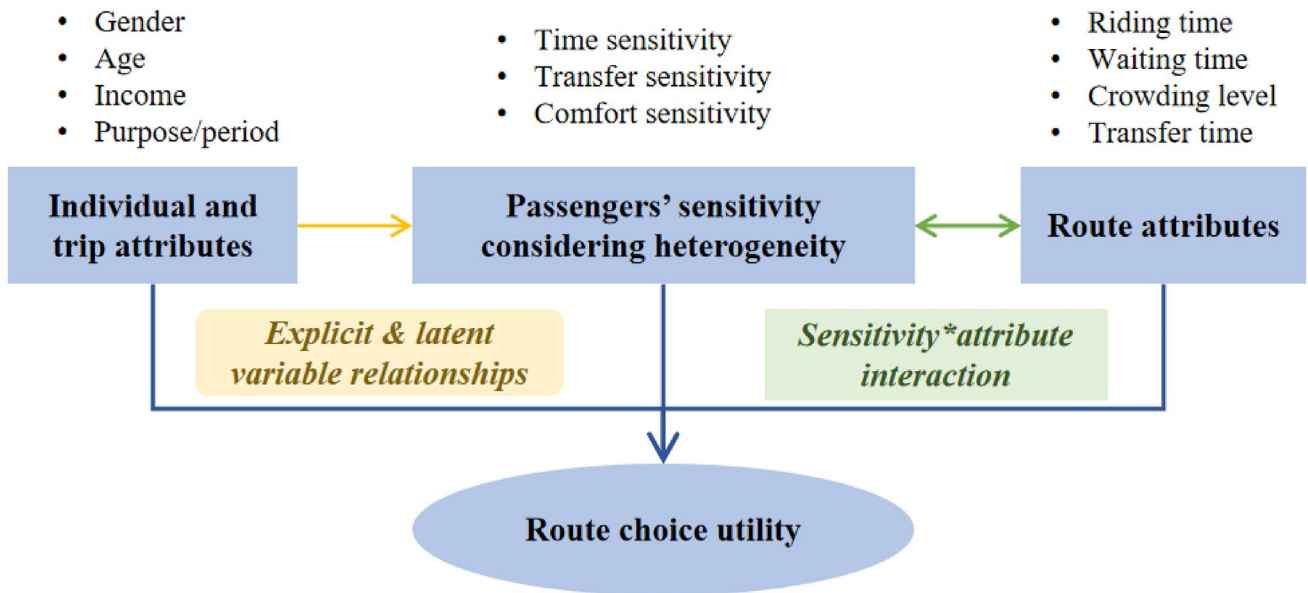 • Gender
• Age
• Income
• Purpose/period
• Time sensitivity
• Transfer sensitivity
• Comfort sensitivity
• Riding time
• Waiting time
• Crowding level
• Transfer time
Individual and
trip attributes
Passengers’ sensitivity
considering heterogeneity
Route attributes
Explicit & latent
variable relationships
Sensitivity*attribute
interaction
Route choice utility